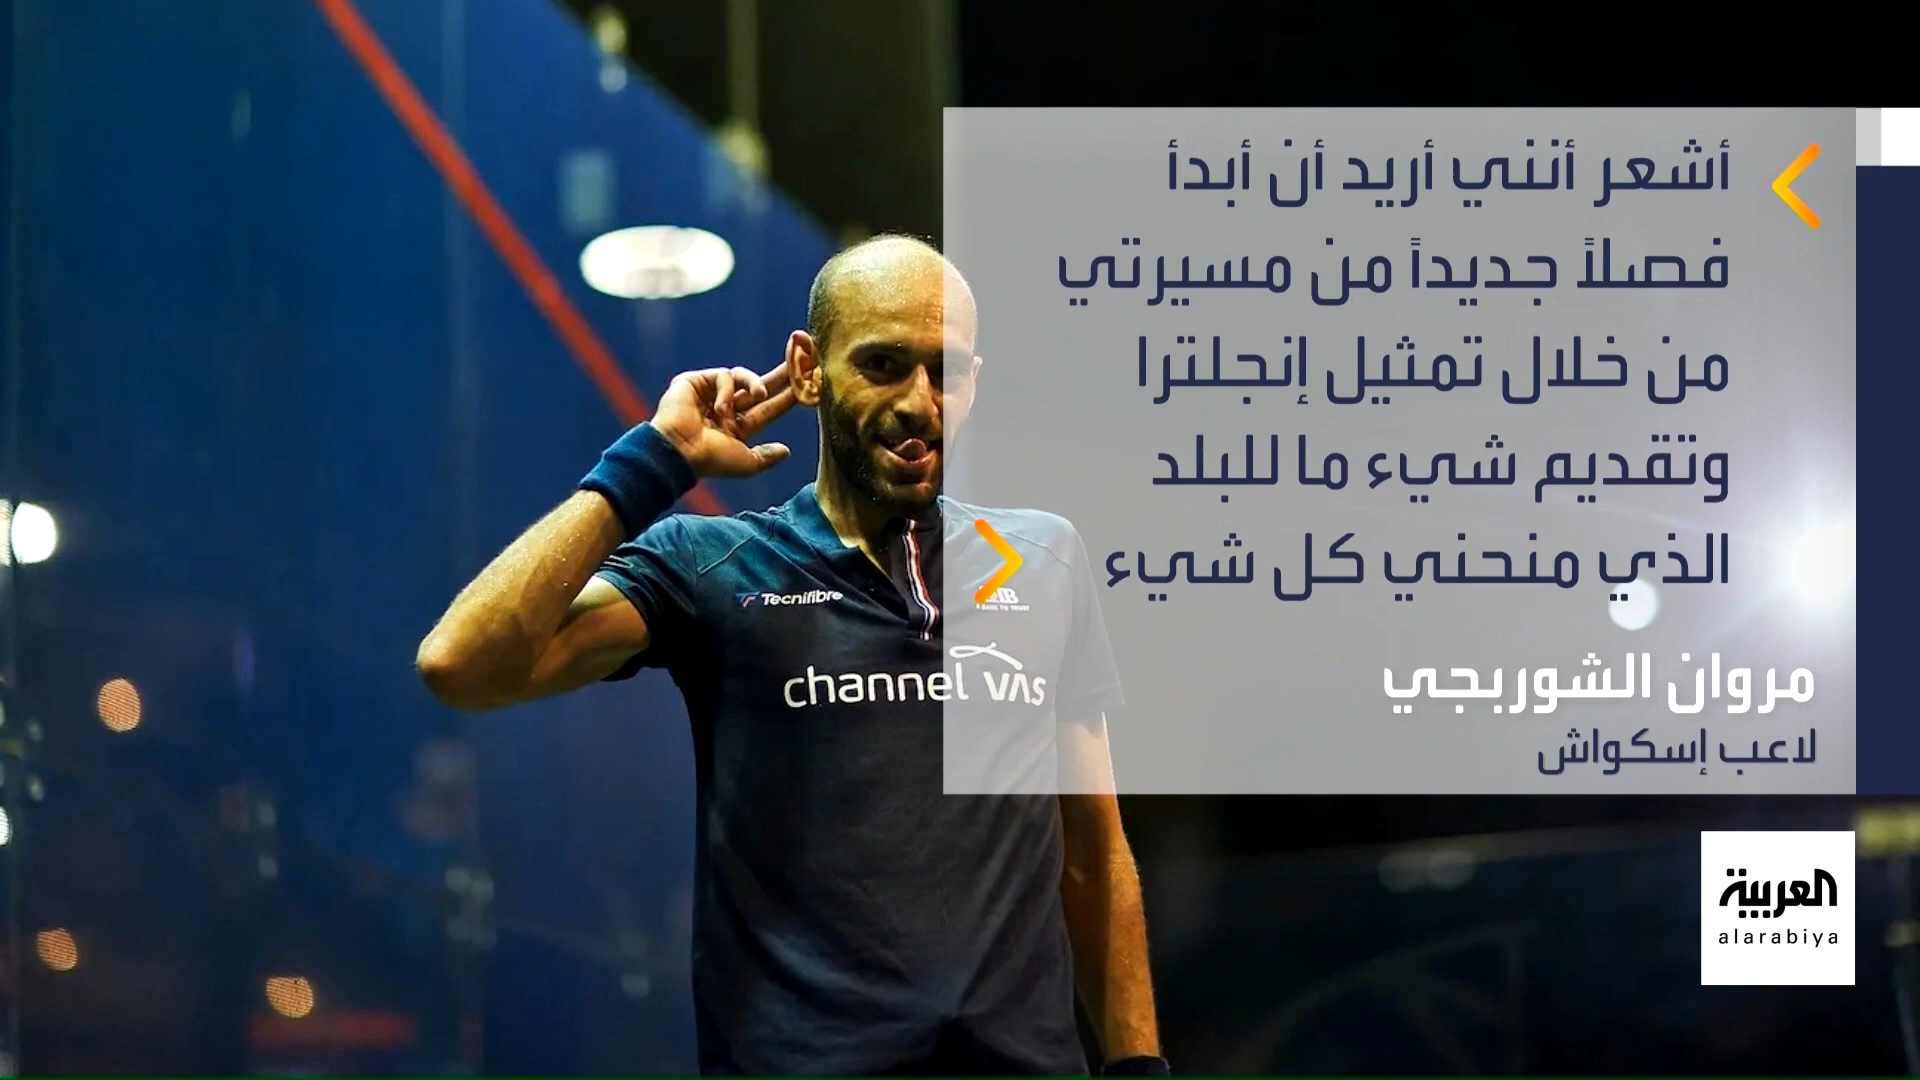 أشعر أنني أريد أن أبدأ
فصلاً جديداً من مسيرتي
من خلال تمثيل إنجلترا
وتقديم شيء ما للبلد
الذي منحني كل شيء
مروان الشوربجي
لاعب إسكواش
Tecnifibre
channel VAS
العربية
alarabiya